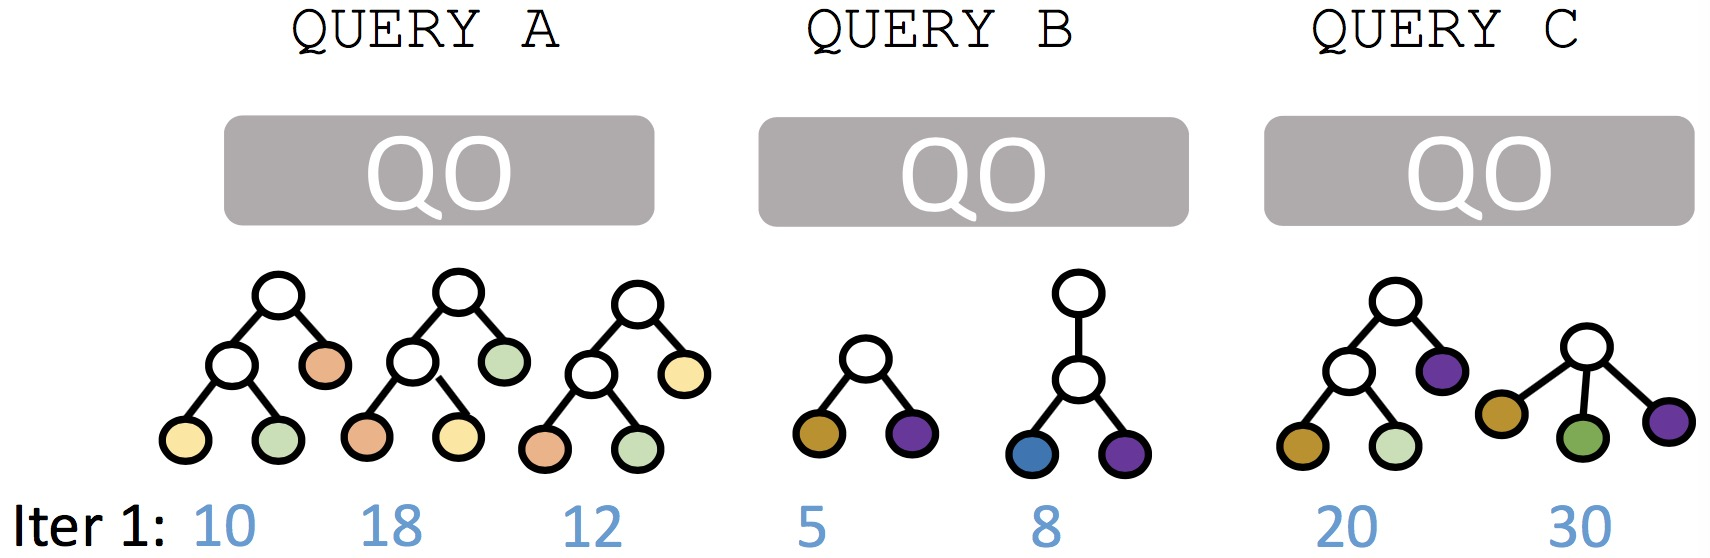 QUERY A QUERY B QUERY C
QO QO QO
Iter 1: 10 18 12 5 8 20 30